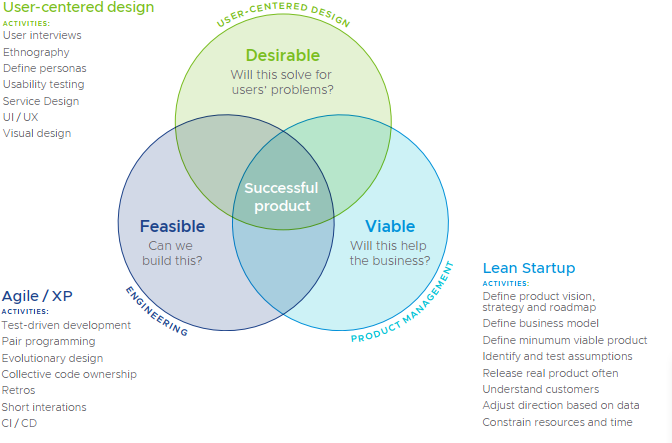 User-centered design
ACTIVITIES:
User interviews
Ethnography
Define personas
Usability testing
Service Design
UI / UX
Visual design
USER-CENTERED DESIGN
Desirable
Will this solve for
users' problems?
Successful
product
Feasible
Can we
build this?
Viable
Will this help
the business?
ENGINEERING
PRODUCT MANAGEMENT
Agile / XP
ACTIVITIES:
Test-driven development
Pair programming
Evolutionary design
Collective code ownership
Retros
Short interations
CI / CD
Lean Startup
ACTIVITIES:
Define product vision,
strategy and roadmap
Define business model
Define minumum viable product
Identify and test assumptions
Release real product often
Understand customers
Adjust direction based on data
Constrain resources and time